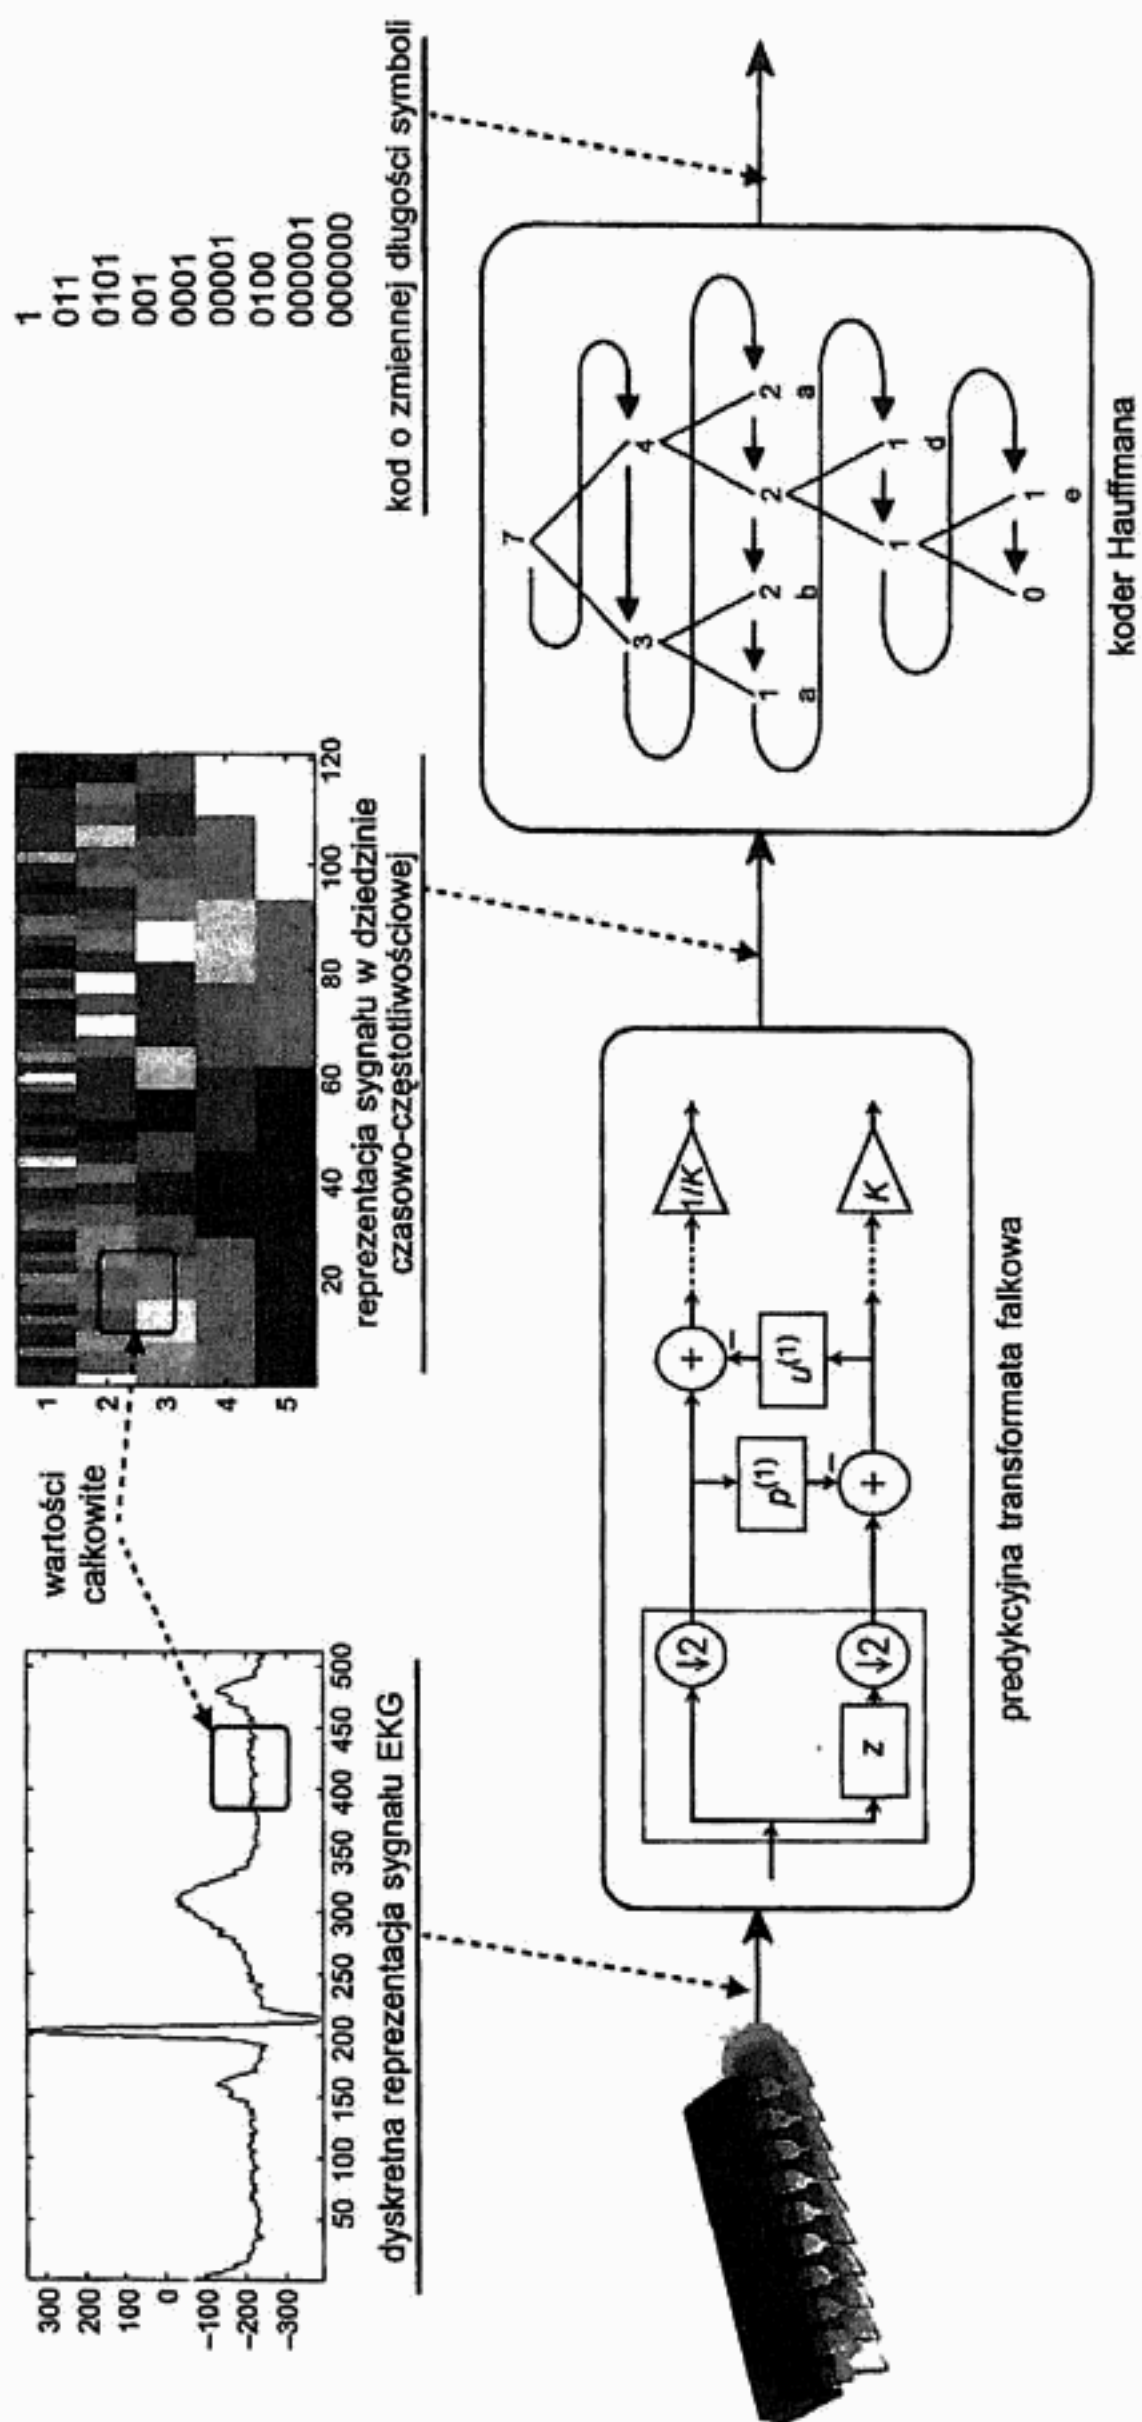 300
200
100
0
–100
–200
–300
50 100 150 200 250 300 350 400 450 500
dyskretna reprezentacja sygnału EKG
wartości
całkowite
1
2
3
4
5
20 40 60 80 100 120
reprezentacja sygnału w dziedzinie
czasowo-częstotliwościowej
1
011
0101
001
0001
00001
0100
000001
000000
kod o zmiennej długości symboli
z
↓2
↓2
p(1)
–
+
u(1)
–
+
1/K
K
predykcyjna transformata falkowa
7
3 4
1 2 2 2
a b a
1 1
d
0 1
e
koder Hauffmana